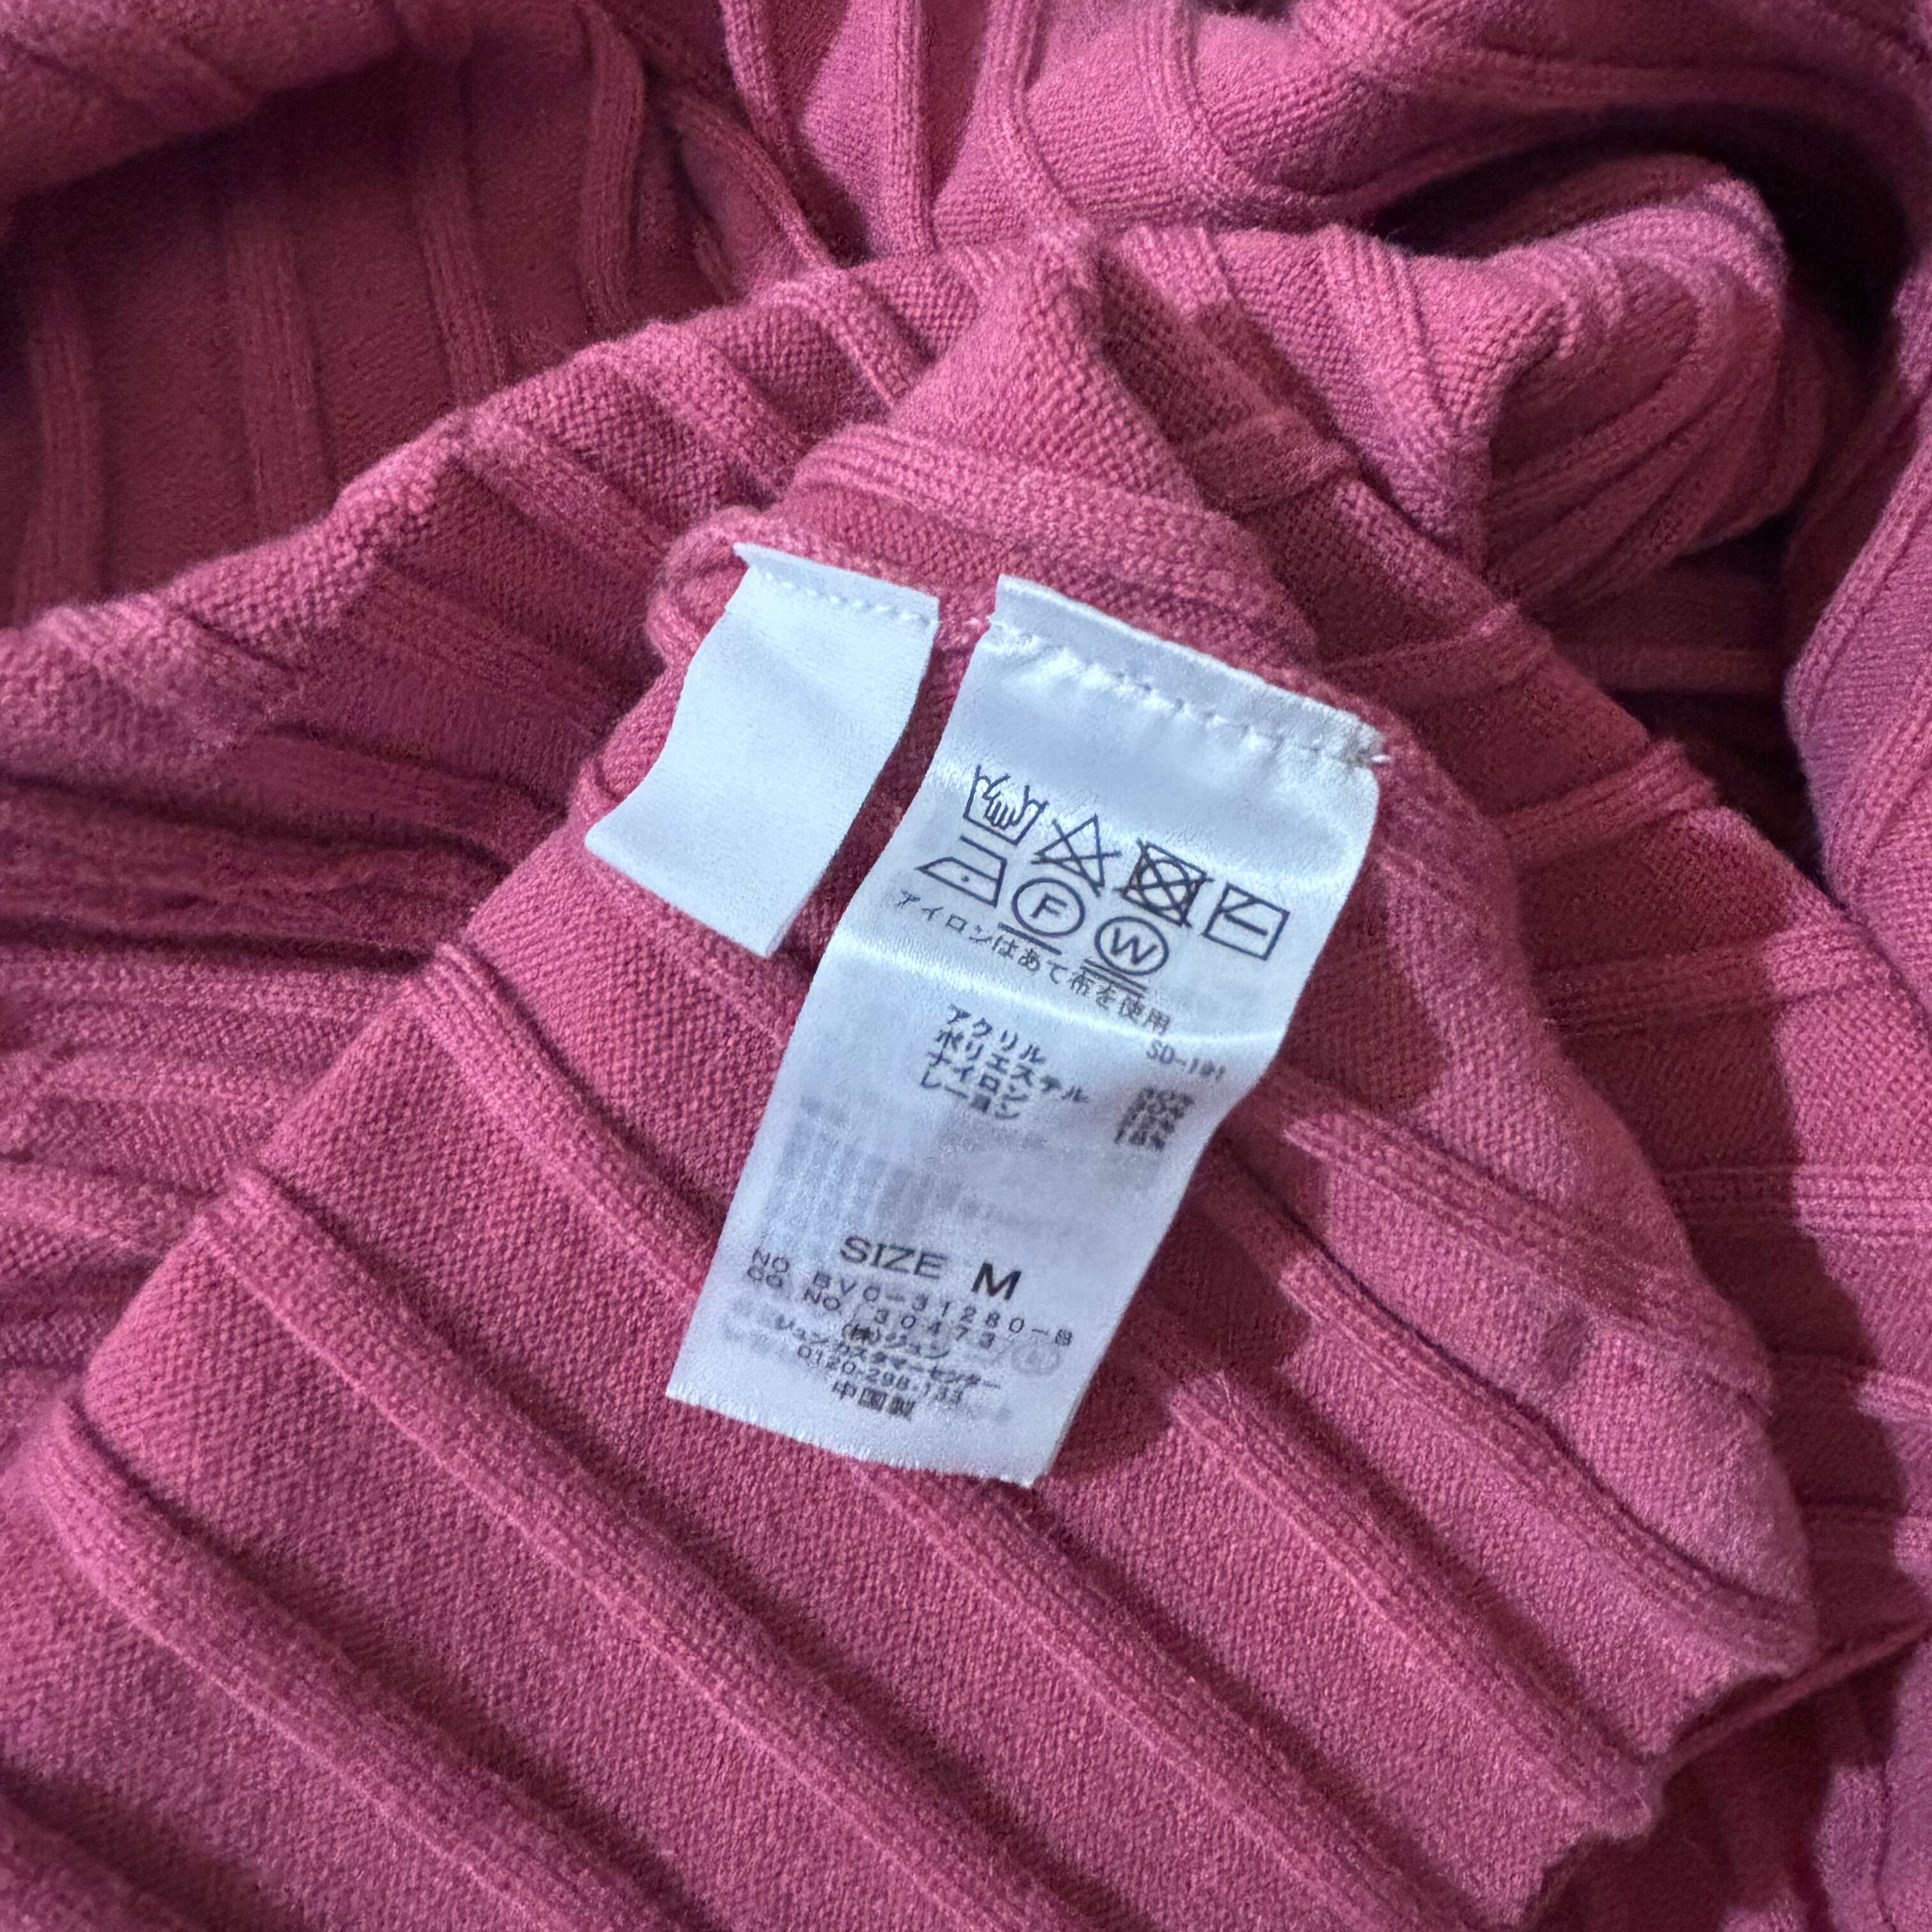 F
W
アイロンはあて布を使用
SD-191
アクリル
ポリエステル
ナイロン
レーヨン
SIZE M
NO. BVC-31280-B
CO. NO. 30473
(株)ジュン
ジュンカスタマーセンター
0120-298-133
中国製